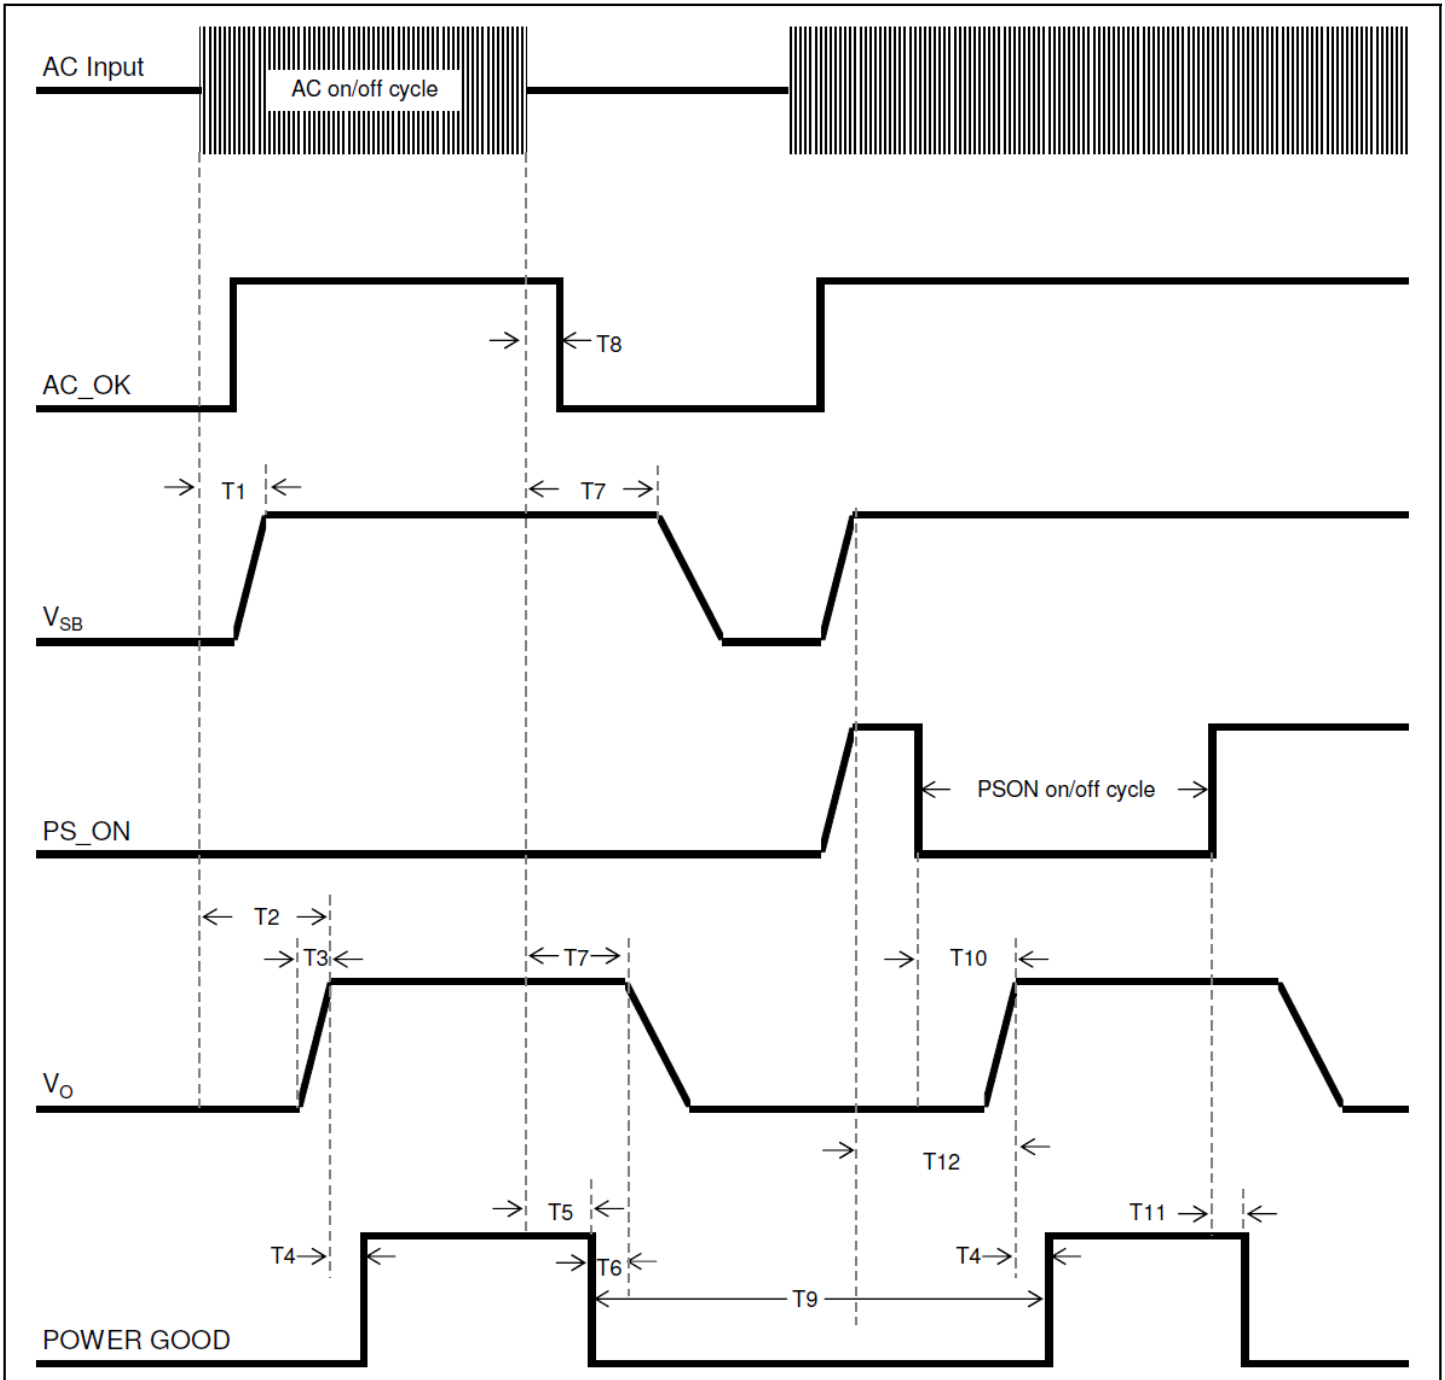 AC Input
AC on/off cycle
T8
AC_OK
T1
T7
VSB
PSON on/off cycle
PS_ON
T2
T3
T7
T10
VO
T12
T5
T11
T4
T6
T4
T9
POWER GOOD